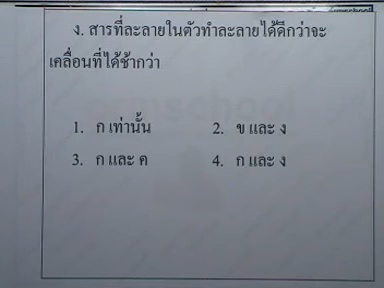 ง. สารที่ละลายในตัวทำละลายได้ดีกว่าจะ
เคลื่อนที่ได้ช้ากว่า
1. ก เท่านั้น 2. ข และ ง
3. ก และ ค 4. ก และ ง